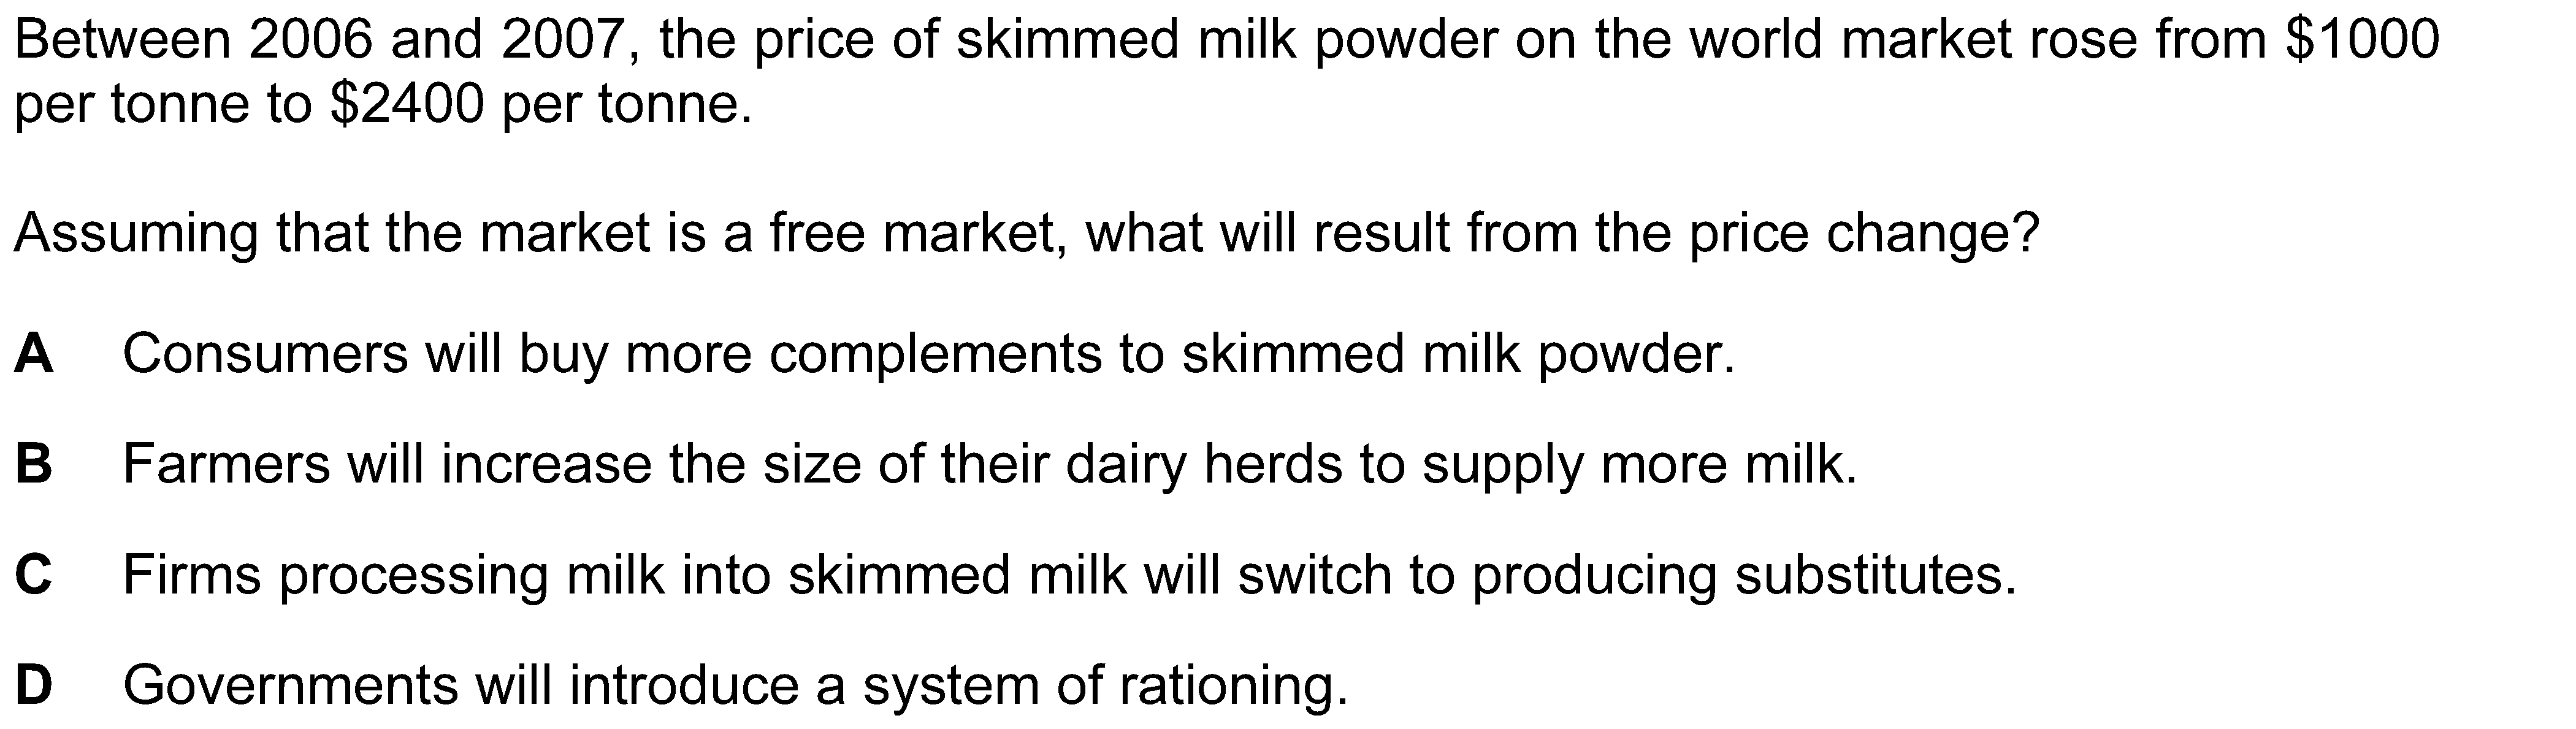 Between 2006 and 2007, the price of skimmed milk powder on the world market rose from $1000
per tonne to $2400 per tonne.
Assuming that the market is a free market, what will result from the price change?
A Consumers will buy more complements to skimmed milk powder.
B Farmers will increase the size of their dairy herds to supply more milk.
C Firms processing milk into skimmed milk will switch to producing substitutes.
D Governments will introduce a system of rationing.